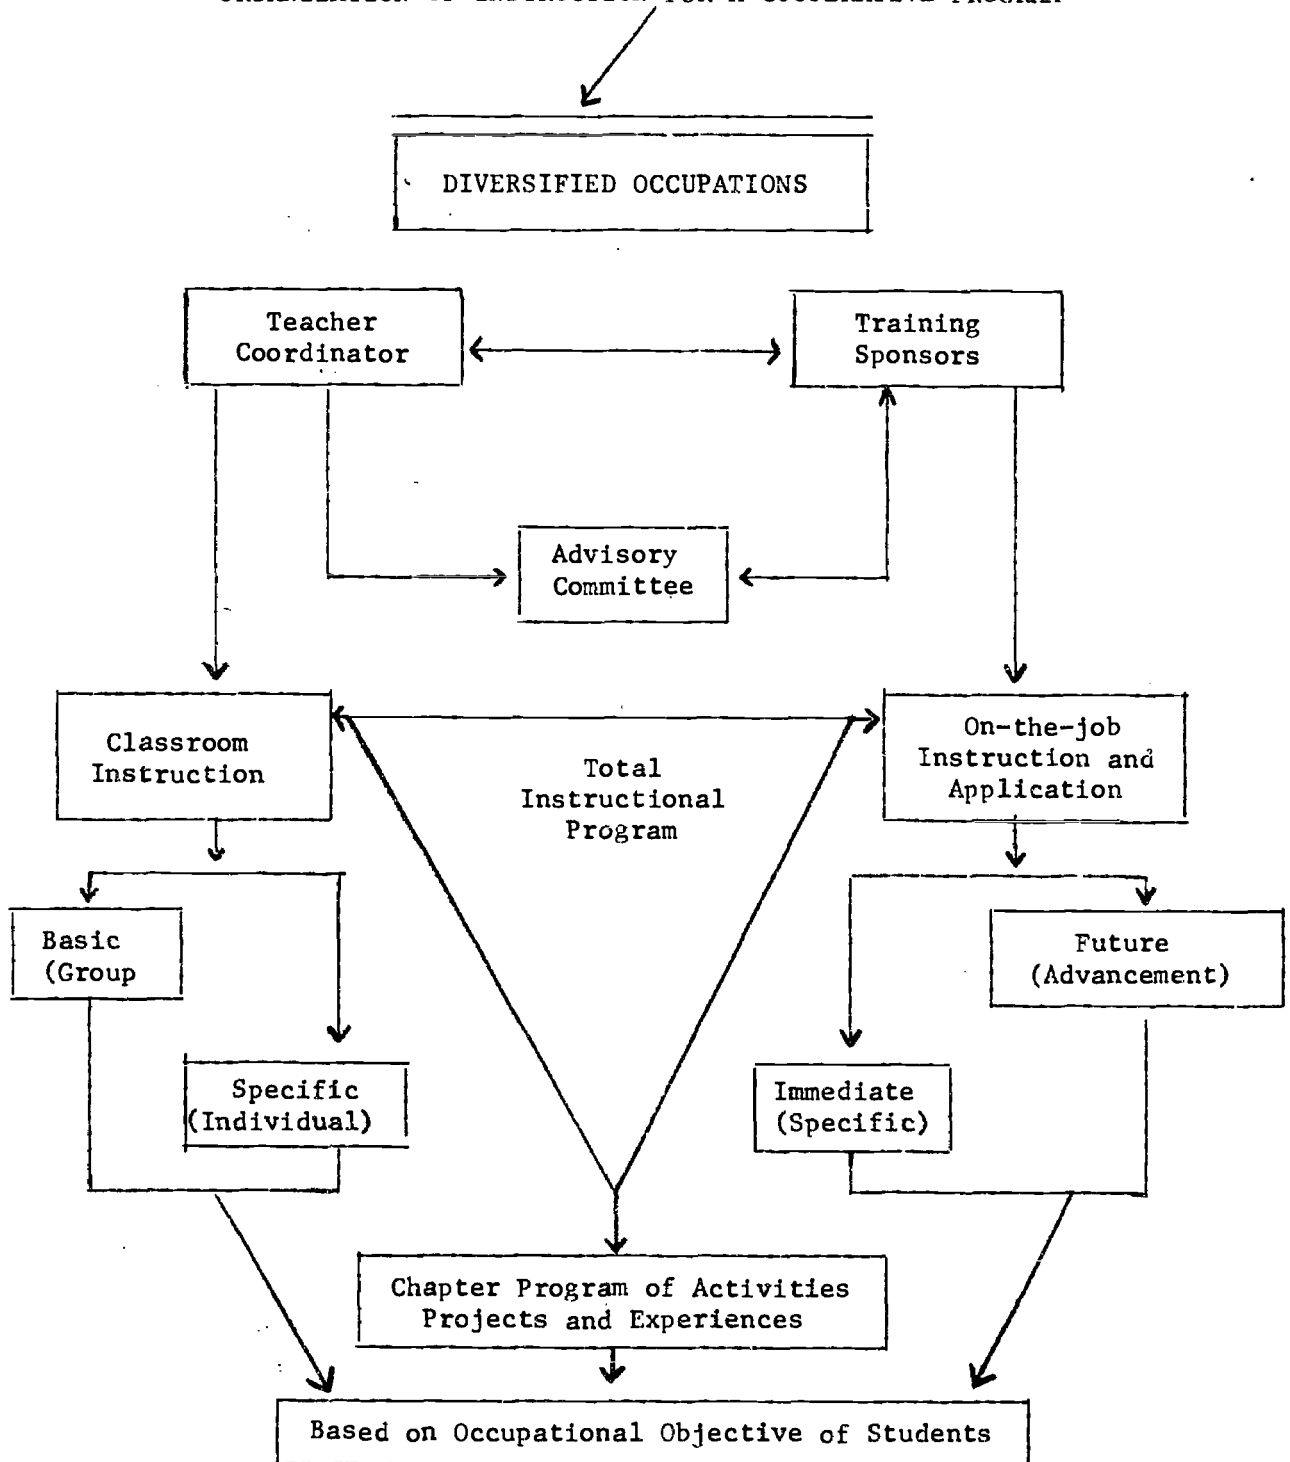 DIVERSIFIED OCCUPATIONS
Teacher
Coordinator
Training
Sponsors
Advisory
Committee
Classroom
Instruction
Total
Instructional
Program
On-the-job
Instruction and
Application
Basic
(Group
Future
(Advancement)
Specific
(Individual)
Immediate
(Specific)
Chapter Program of Activities
Projects and Experiences
Based on Occupational Objective of Students